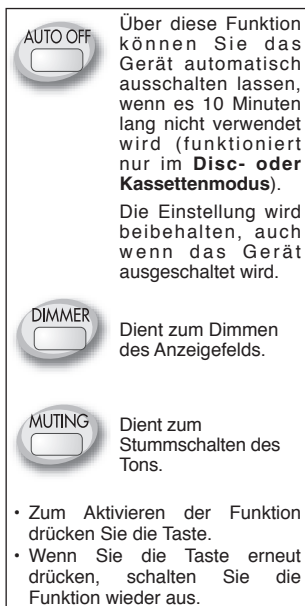 AUTO OFF
Über diese Funktion
können Sie das
Gerät automatisch
ausschalten lassen,
wenn es 10 Minuten
lang nicht verwendet
wird (funktioniert
nur im Disc- oder
Kassettenmodus).
Die Einstellung wird
beibehalten, auch
wenn das Gerät
ausgeschaltet wird.
DIMMER
Dient zum Dimmen
des Anzeigefelds.
MUTING
Dient zum
Stummschalten des
Tons.
• Zum Aktivieren der Funktion
drücken Sie die Taste.
• Wenn Sie die Taste erneut
drücken, schalten Sie die
Funktion wieder aus.